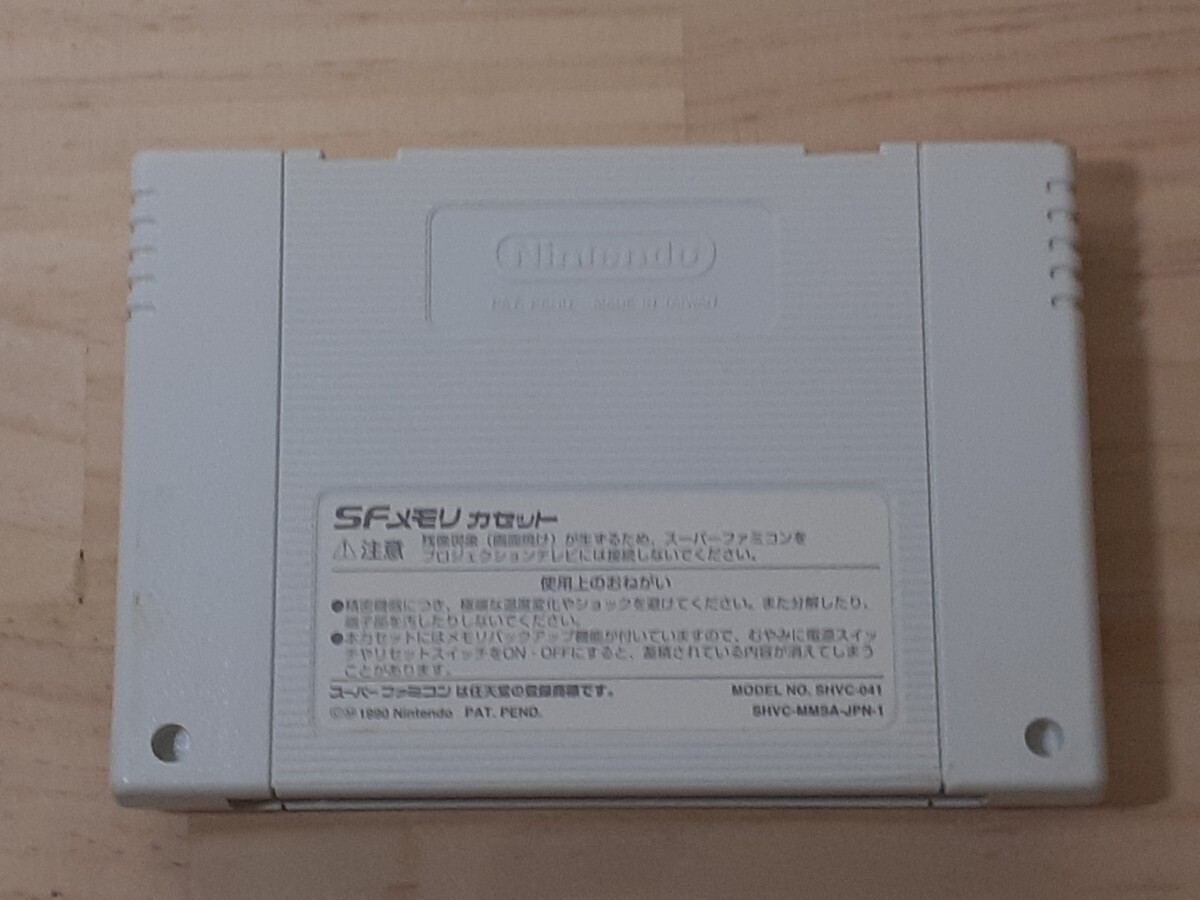 Nintendo
PAT. PEND. MADE IN TAIWAN
SFメモリ カセット
⚠注意 残像現象（画面焼け）が生ずるため、スーパーファミコンを
プロジェクションテレビには接続しないでください。
使用上のおねがい
●精密機器につき、極端な温度変化やショックを避けてください。また分解したり、
端子部を汚したりしないでください。
●本カセットにはメモリバックアップ機能が付いていますので、むやみに電源スイッ
チやリセットスイッチをON・OFFにすると、蓄積されている内容が消えてしまう
ことがあります。
スーパーファミコンは任天堂の登録商標です。 MODEL NO. SHVC-041
©Ⓟ1990 Nintendo PAT. PEND. SHVC-MMSA-JPN-1